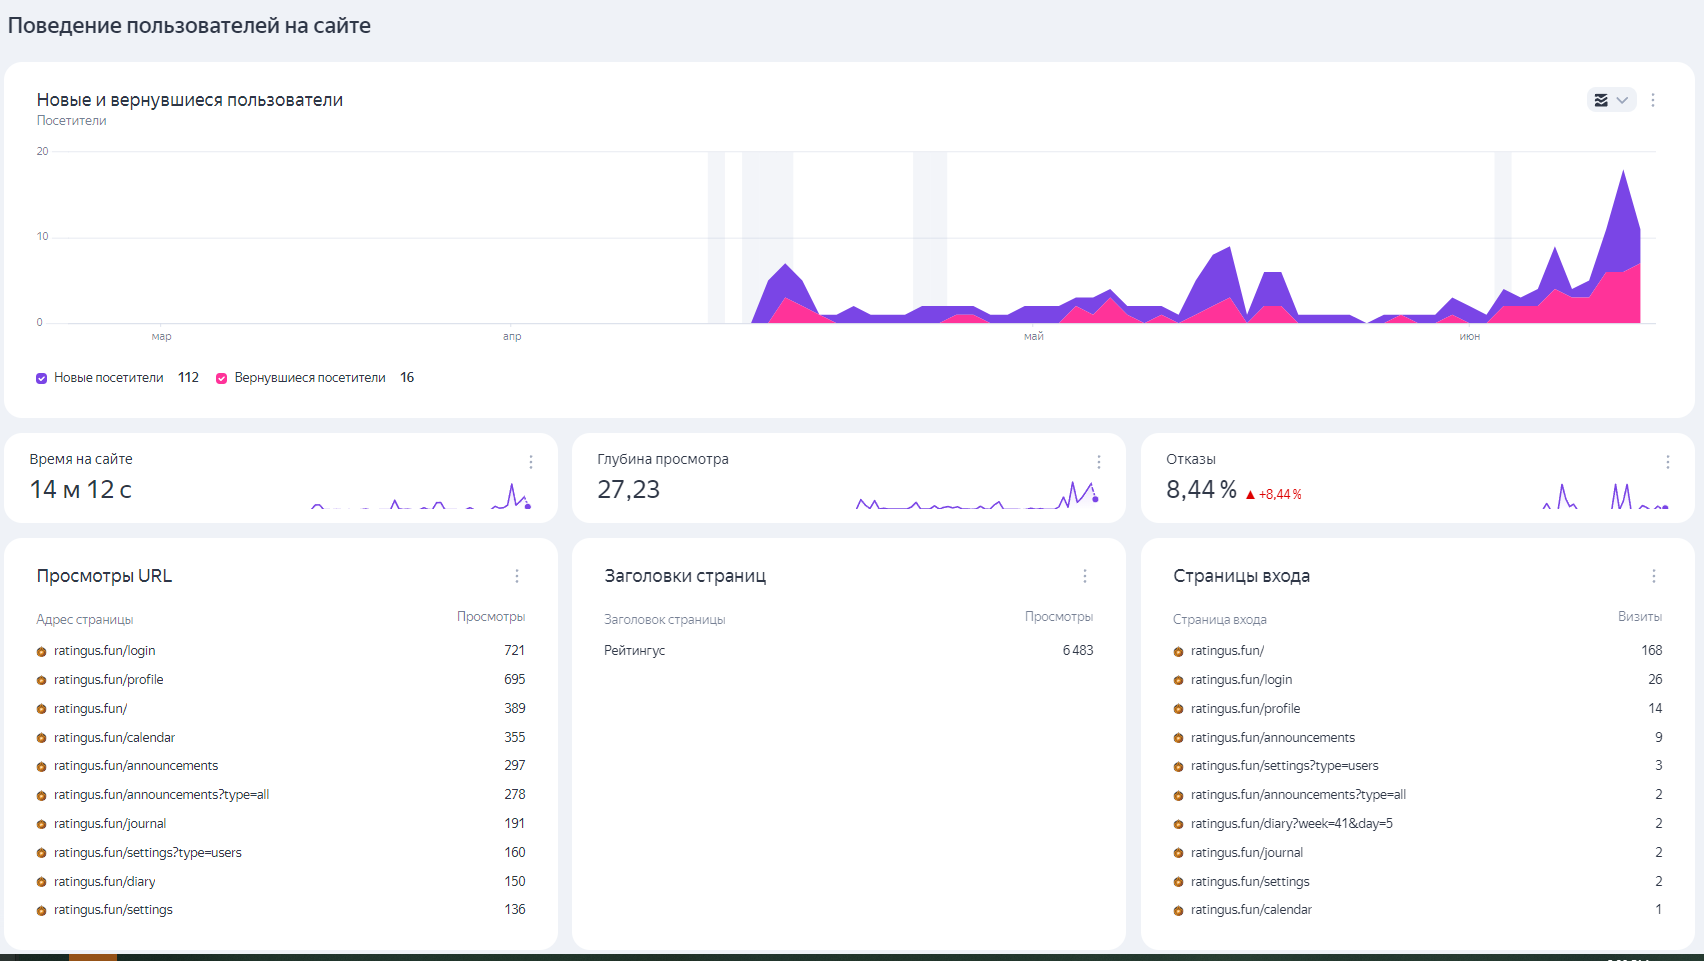 Поведение пользователей на сайте
Новые и вернувшиеся пользователи
Посетители
20
10
0
мар апр май июн
Новые посетители 112 Вернувшиеся посетители 16
Время на сайте
14 м 12 с
Глубина просмотра
27,23
Отказы
8,44 % ▲ +8,44 %
Просмотры URL
Адрес страницы Просмотры
ratingus.fun/login 721
ratingus.fun/profile 695
ratingus.fun/ 389
ratingus.fun/calendar 355
ratingus.fun/announcements 297
ratingus.fun/announcements?type=all 278
ratingus.fun/journal 191
ratingus.fun/settings?type=users 160
ratingus.fun/diary 150
ratingus.fun/settings 136
Заголовки страниц
Заголовок страницы Просмотры
Рейтингус 6 483
Страницы входа
Страница входа Визиты
ratingus.fun/ 168
ratingus.fun/login 26
ratingus.fun/profile 14
ratingus.fun/announcements 9
ratingus.fun/settings?type=users 3
ratingus.fun/announcements?type=all 2
ratingus.fun/diary?week=41&day=5 2
ratingus.fun/journal 2
ratingus.fun/settings 2
ratingus.fun/calendar 1